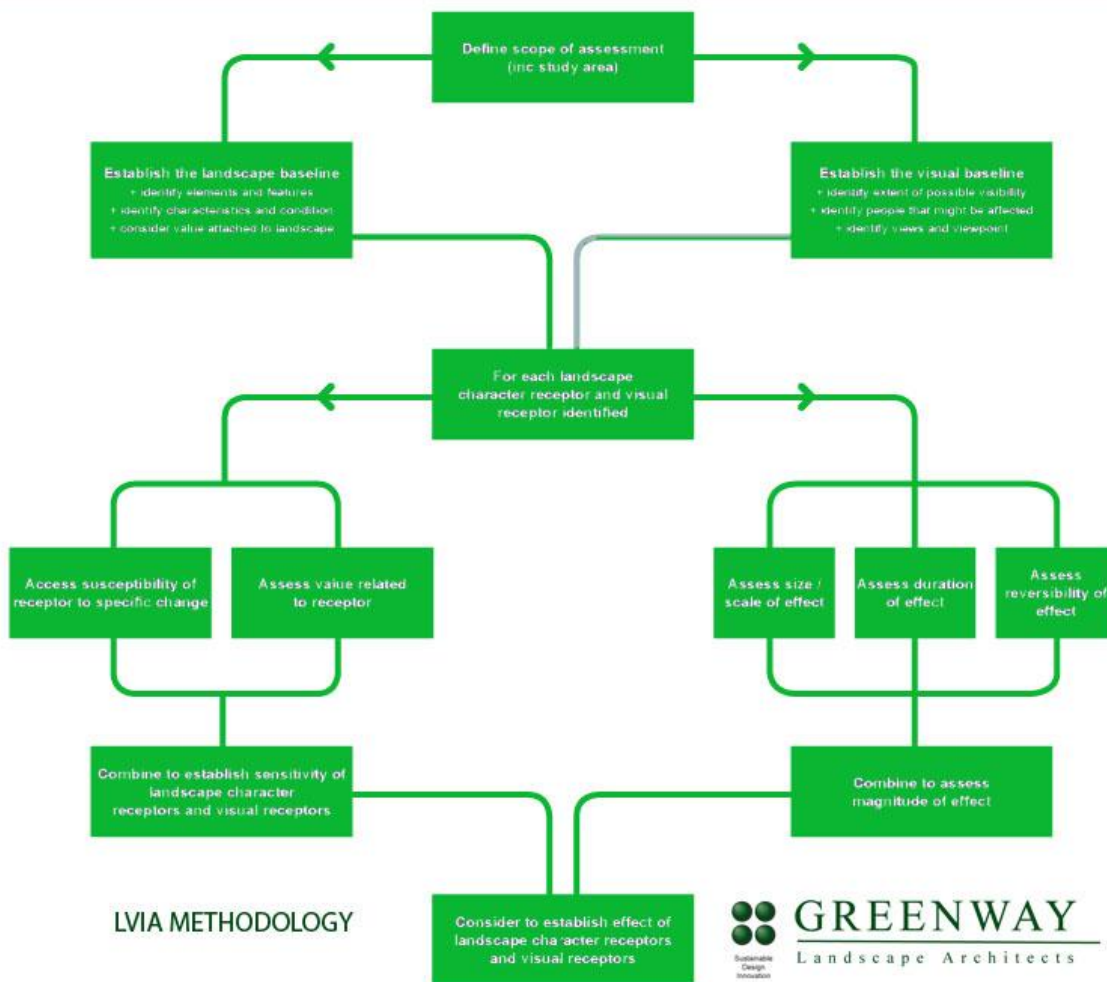 Define scope of assessment
(inc study area)
Establish the landscape baseline
+ identify elements and features
+ identify characteristics and condition
+ consider value attached to landscape
Establish the visual baseline
+ identify extent of possible visibility
+ identify people that might be affected
+ identify views and viewpoint
For each landscape
character receptor and visual
receptor identified
Access susceptibility of
receptor to specific change
Assess value related
to receptor
Assess size /
scale of effect
Assess duration
of effect
Assess
reversibility of
effect
Combine to establish sensitivity of
landscape character
receptors and visual receptors
Combine to assess
magnitude of effect
Consider to establish effect of
landscape character receptors
and visual receptors
LVIA METHODOLOGY
Sustainable
Design
Innovation
GREENWAY
Landscape Architects